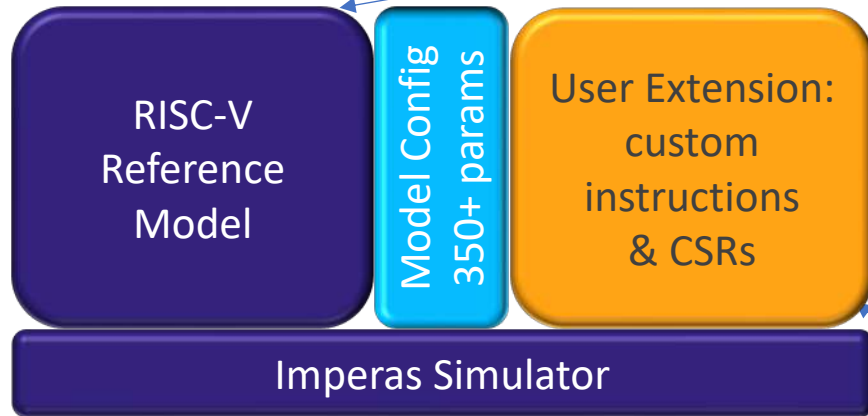 RISC-V
Reference
Model
Model Config
350+ params
User Extension:
custom
instructions
& CSRs
Imperas Simulator